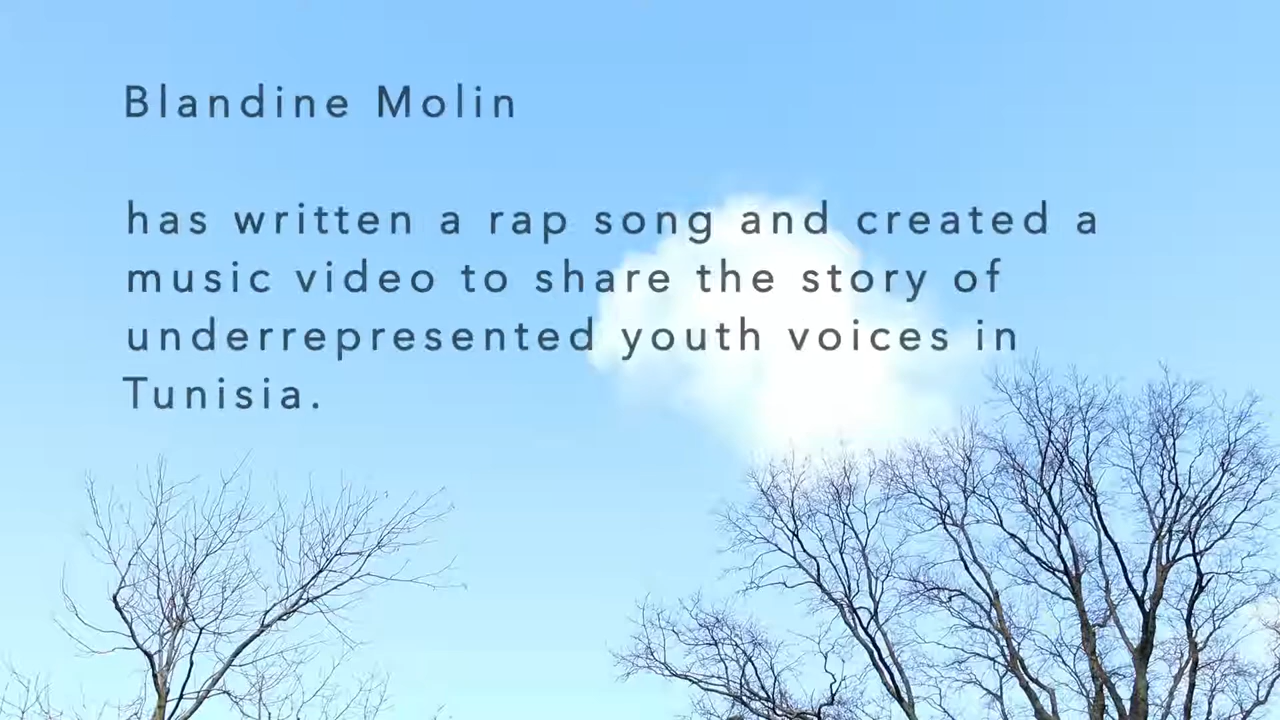 Blandine Molin
has written a rap song and created a
music video to share the story of
underrepresented youth voices in
Tunisia.